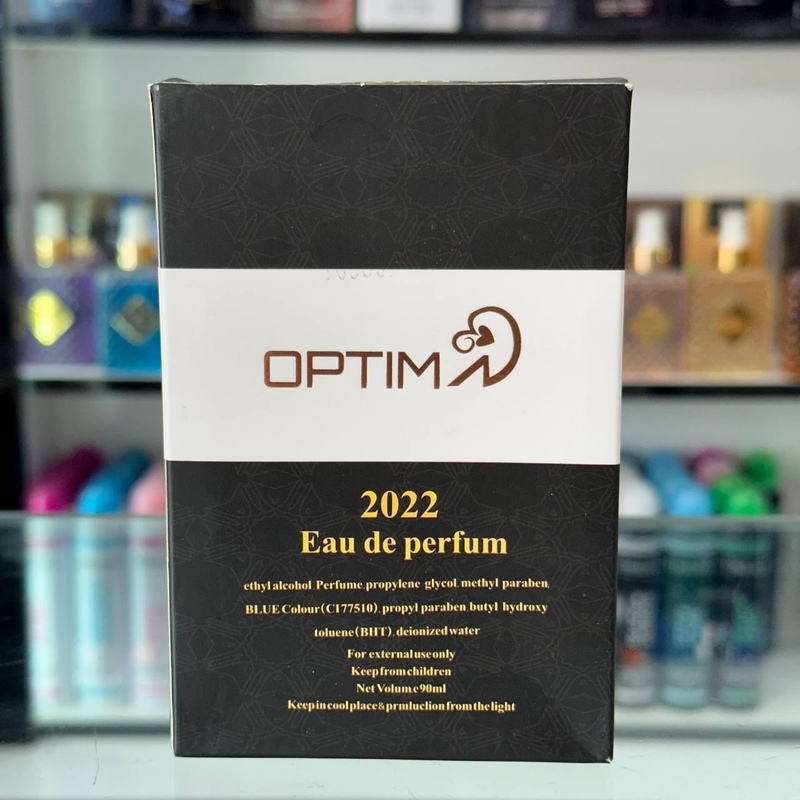 OPTIM
2022
Eau de perfum
ethyl alcohol. Perfume, propylene glycol, methyl paraben,
BLUE Colour (C177510), propyl paraben, butyl hydroxy
toluene (BHT), deionized water
For external use only
Keep from children
Net Volum.e 90ml
Keep in cool place & prmluclion from the light